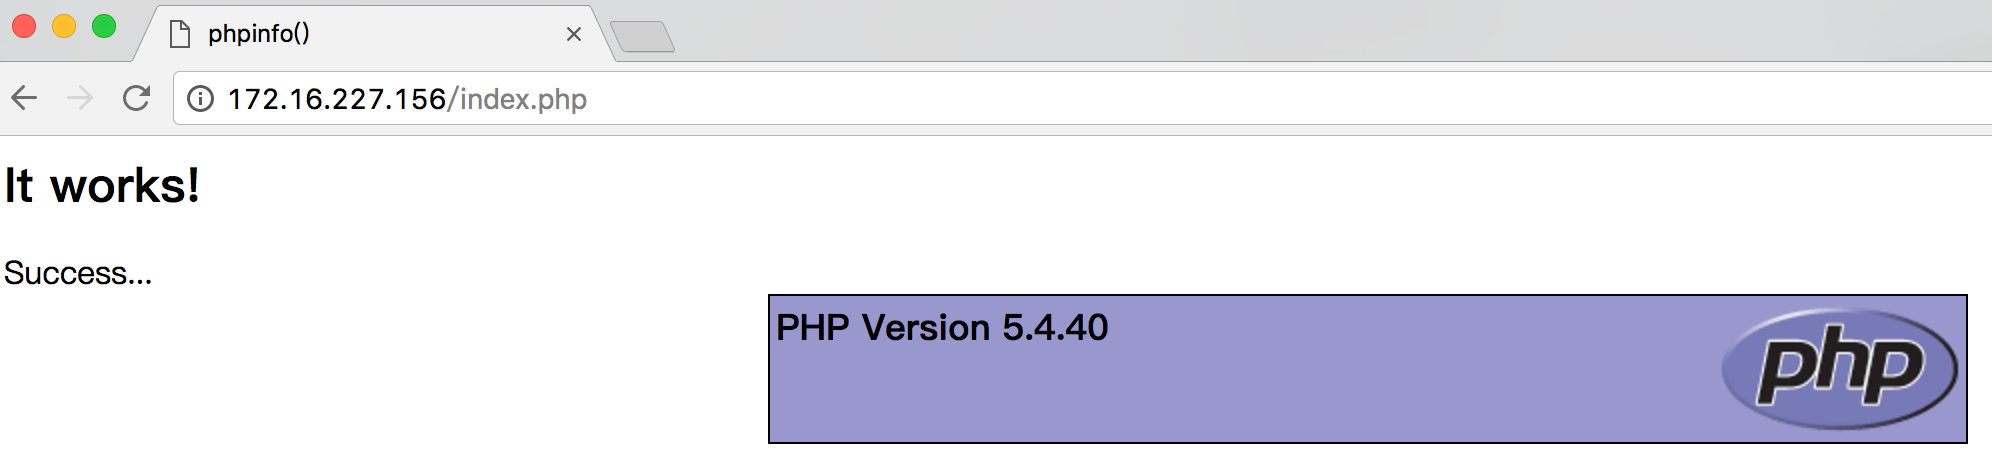 phpinfo()
172.16.227.156/index.php
It works!
Success...
PHP Version 5.4.40
php